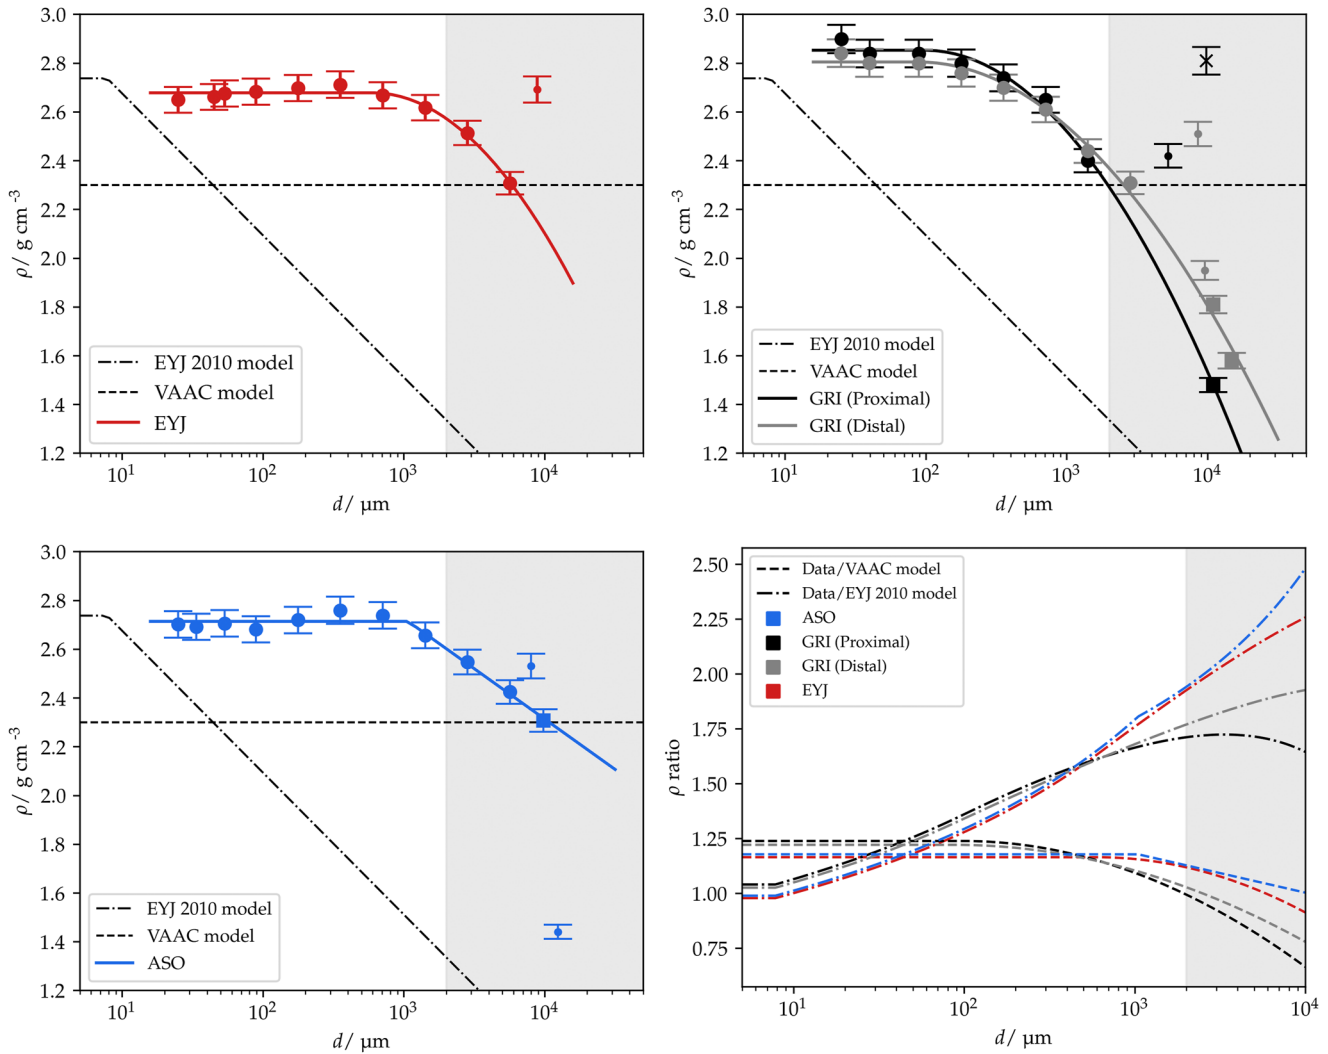 3.0
2.8
2.6
2.4
2.2
2.0
1.8
1.6
1.4
1.2
ρ/ g cm⁻³
EYJ 2010 model
VAAC model
EYJ
10¹ 10² 10³ 10⁴
d/ µm
3.0
2.8
2.6
2.4
2.2
2.0
1.8
1.6
1.4
1.2
ρ/ g cm⁻³
EYJ 2010 model
VAAC model
GRI (Proximal)
GRI (Distal)
10¹ 10² 10³ 10⁴
d/ µm
3.0
2.8
2.6
2.4
2.2
2.0
1.8
1.6
1.4
1.2
ρ/ g cm⁻³
EYJ 2010 model
VAAC model
ASO
10¹ 10² 10³ 10⁴
d/ µm
2.50
2.25
2.00
1.75
1.50
1.25
1.00
0.75
ρ ratio
Data/VAAC model
Data/EYJ 2010 model
ASO
GRI (Proximal)
GRI (Distal)
EYJ
10¹ 10² 10³ 10⁴
d/ µm